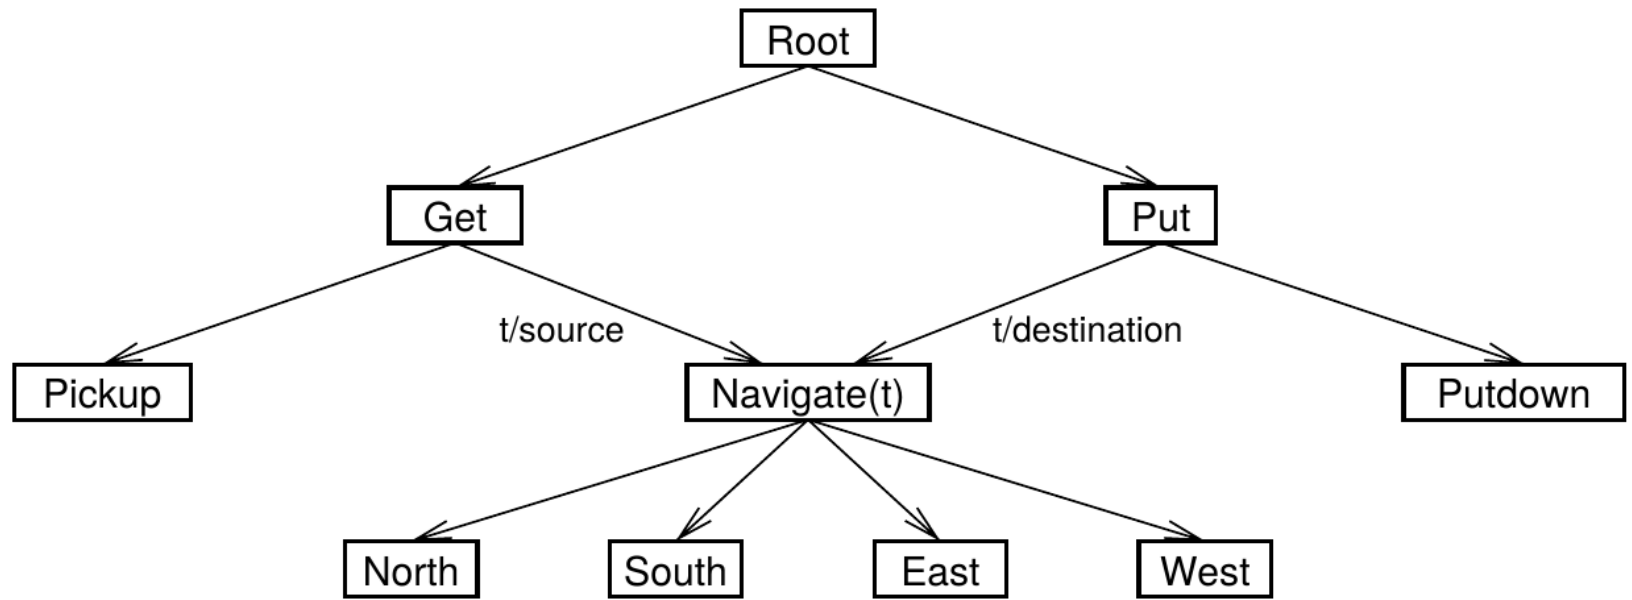 Root
Get
Put
t/source
t/destination
Pickup
Navigate(t)
Putdown
North
South
East
West